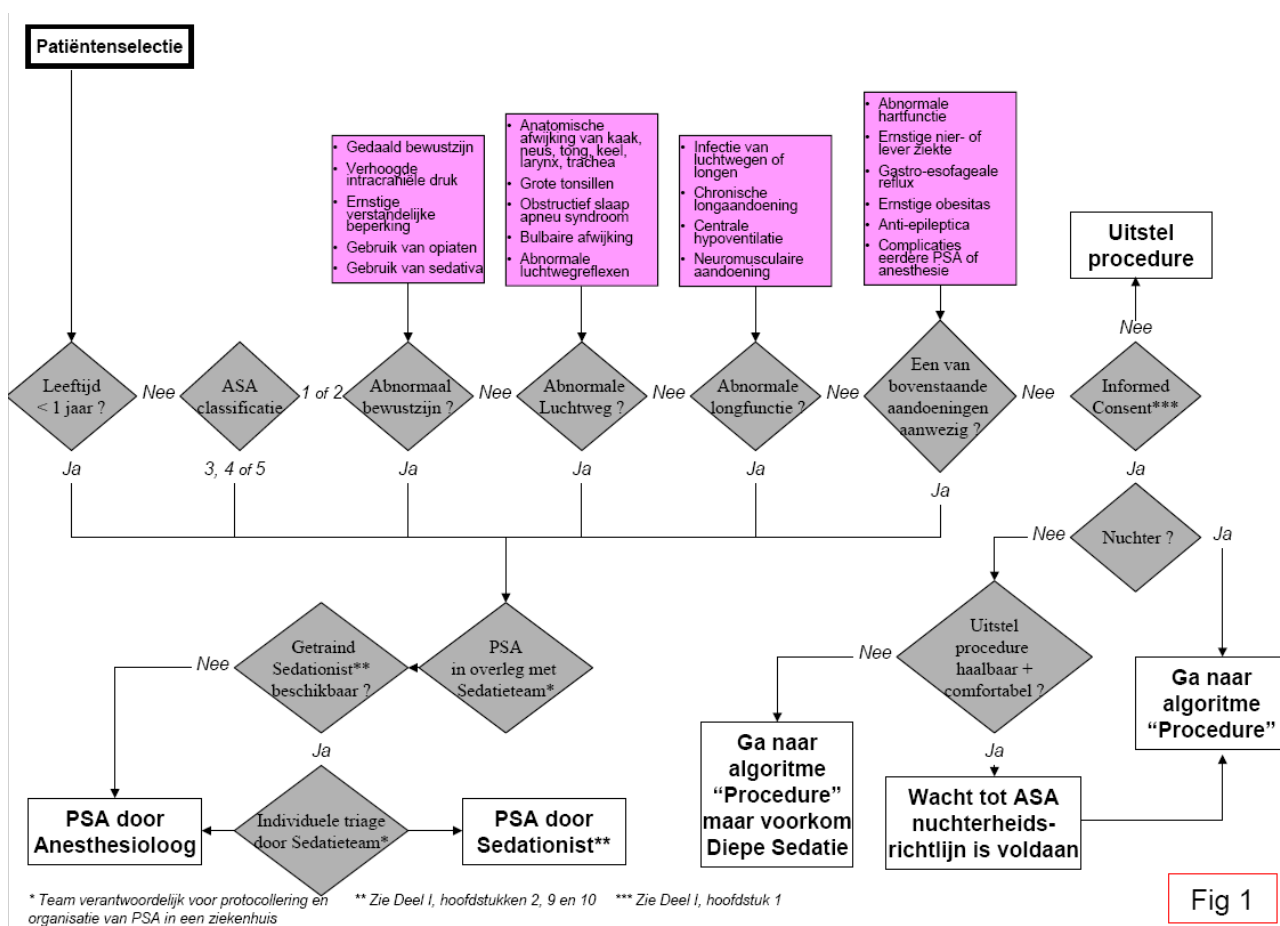 Patiëntenselectie
• Gedaald bewustzijn
• Verhoogde
intracraniële druk
• Ernstige
verstandelijke
beperking
• Gebruik van opiaten
• Gebruik van sedativa
• Anatomische
afwijking van kaak,
neus, tong, keel,
larynx, trachea
• Grote tonsillen
• Obstructief slaap
apneu syndroom
• Bulbaire afwijking
• Abnormale
luchtwegreflexen
• Infectie van
luchtwegen of
longen
• Chronische
longaandoening
• Centrale
hypoventilatie
• Neuromusculaire
aandoening
• Abnormale
hartfunctie
• Ernstige nier- of
lever ziekte
• Gastro-esofageale
reflux
• Ernstige obesitas
• Anti-epileptica
• Complicaties
eerdere PSA of
anesthesie
Uitstel
procedure
Nee
Leeftijd
< 1 jaar ?
Nee
ASA
classificatie
1 of 2
Abnormaal
bewustzijn ?
Nee
Abnormale
Luchtweg ?
Nee
Abnormale
longfunctie ?
Nee
Een van
bovenstaande
aandoeningen
aanwezig ?
Nee
Informed
Consent***
Ja
3, 4 of 5
Ja
Ja
Ja
Ja
Ja
Nee
Nuchter ?
Ja
Getraind
Sedationist**
beschikbaar ?
Nee
PSA
in overleg met
Sedatieteam*
Uitstel
procedure
haalbaar +
comfortabel ?
Nee
Ga naar
algoritme
“Procedure”
Ja
Ja
Ga naar
algoritme
“Procedure”
maar voorkom
Diepe Sedatie
Wacht tot ASA
nuchterheids-
richtlijn is voldaan
PSA door
Anesthesioloog
Individuele triage
door Sedatieteam*
PSA door
Sedationist**
* Team verantwoordelijk voor protocollering en
organisatie van PSA in een ziekenhuis
** Zie Deel I, hoofdstukken 2, 9 en 10
*** Zie Deel I, hoofdstuk 1
Fig 1